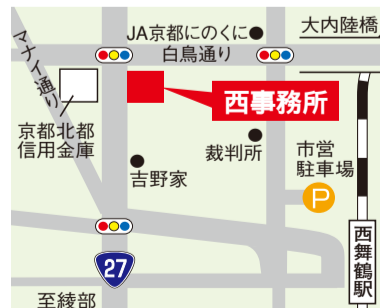 JA京都にのくに
大内陸橋
白鳥通り
マナイ通り
西事務所
京都北都
信用金庫
裁判所
市営
駐車場
吉野家
P
27
西舞鶴駅
至綾部